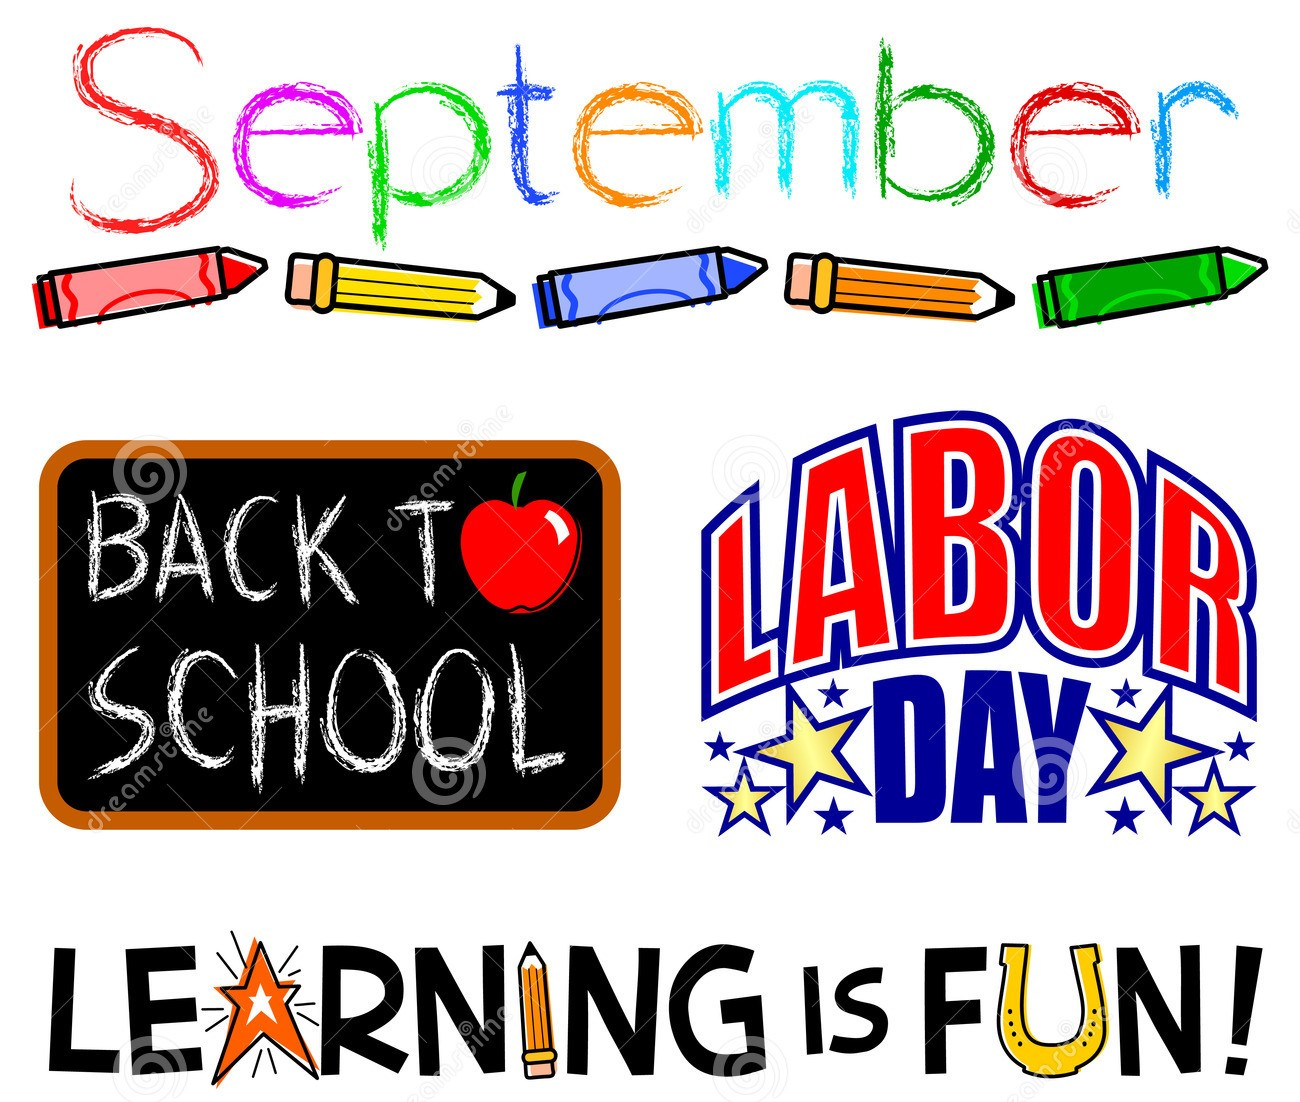 September
BACK TO
SCHOOL
LABOR
DAY
LEARNING IS FUN!